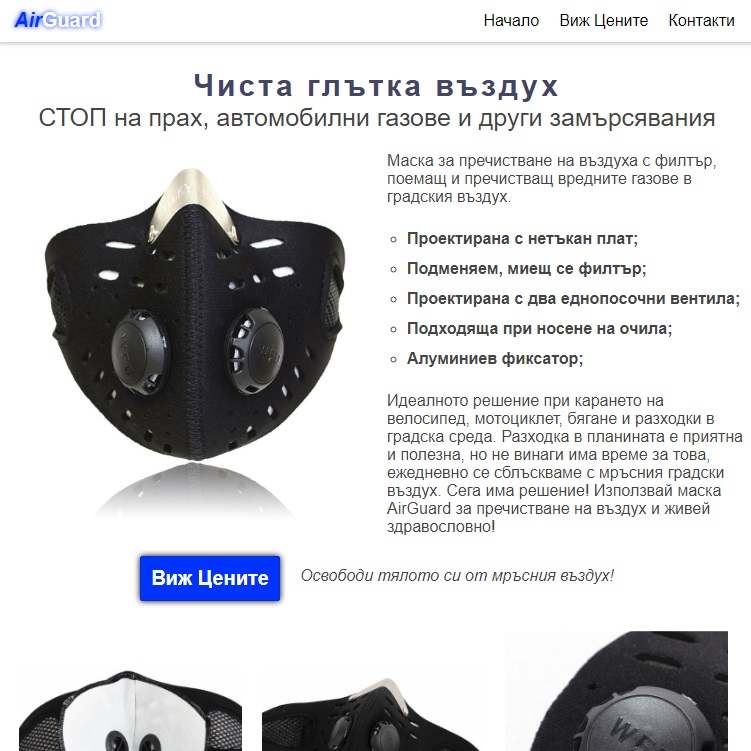 AirGuard
Начало Виж Цените Контакти
Чиста глътка въздух
СТОП на прах, автомобилни газове и други замърсявания
Маска за пречистване на въздуха с филтър,
поемащ и пречистващ вредните газове в
градския въздух.
Проектирана с нетъкан плат;
Подменяем, миещ се филтър;
Проектирана с два еднопосочни вентила;
Подходяща при носене на очила;
Алуминиев фиксатор;
Идеалното решение при карането на
велосипед, мотоциклет, бягане и разходки в
градска среда. Разходка в планината е приятна
и полезна, но не винаги има време за това,
ежедневно се сблъскваме с мръсния градски
въздух. Сега има решение! Използвай маска
AirGuard за пречистване на въздух и живей
здравословно!
Виж Цените
Освободи тялото си от мръсния въздух!